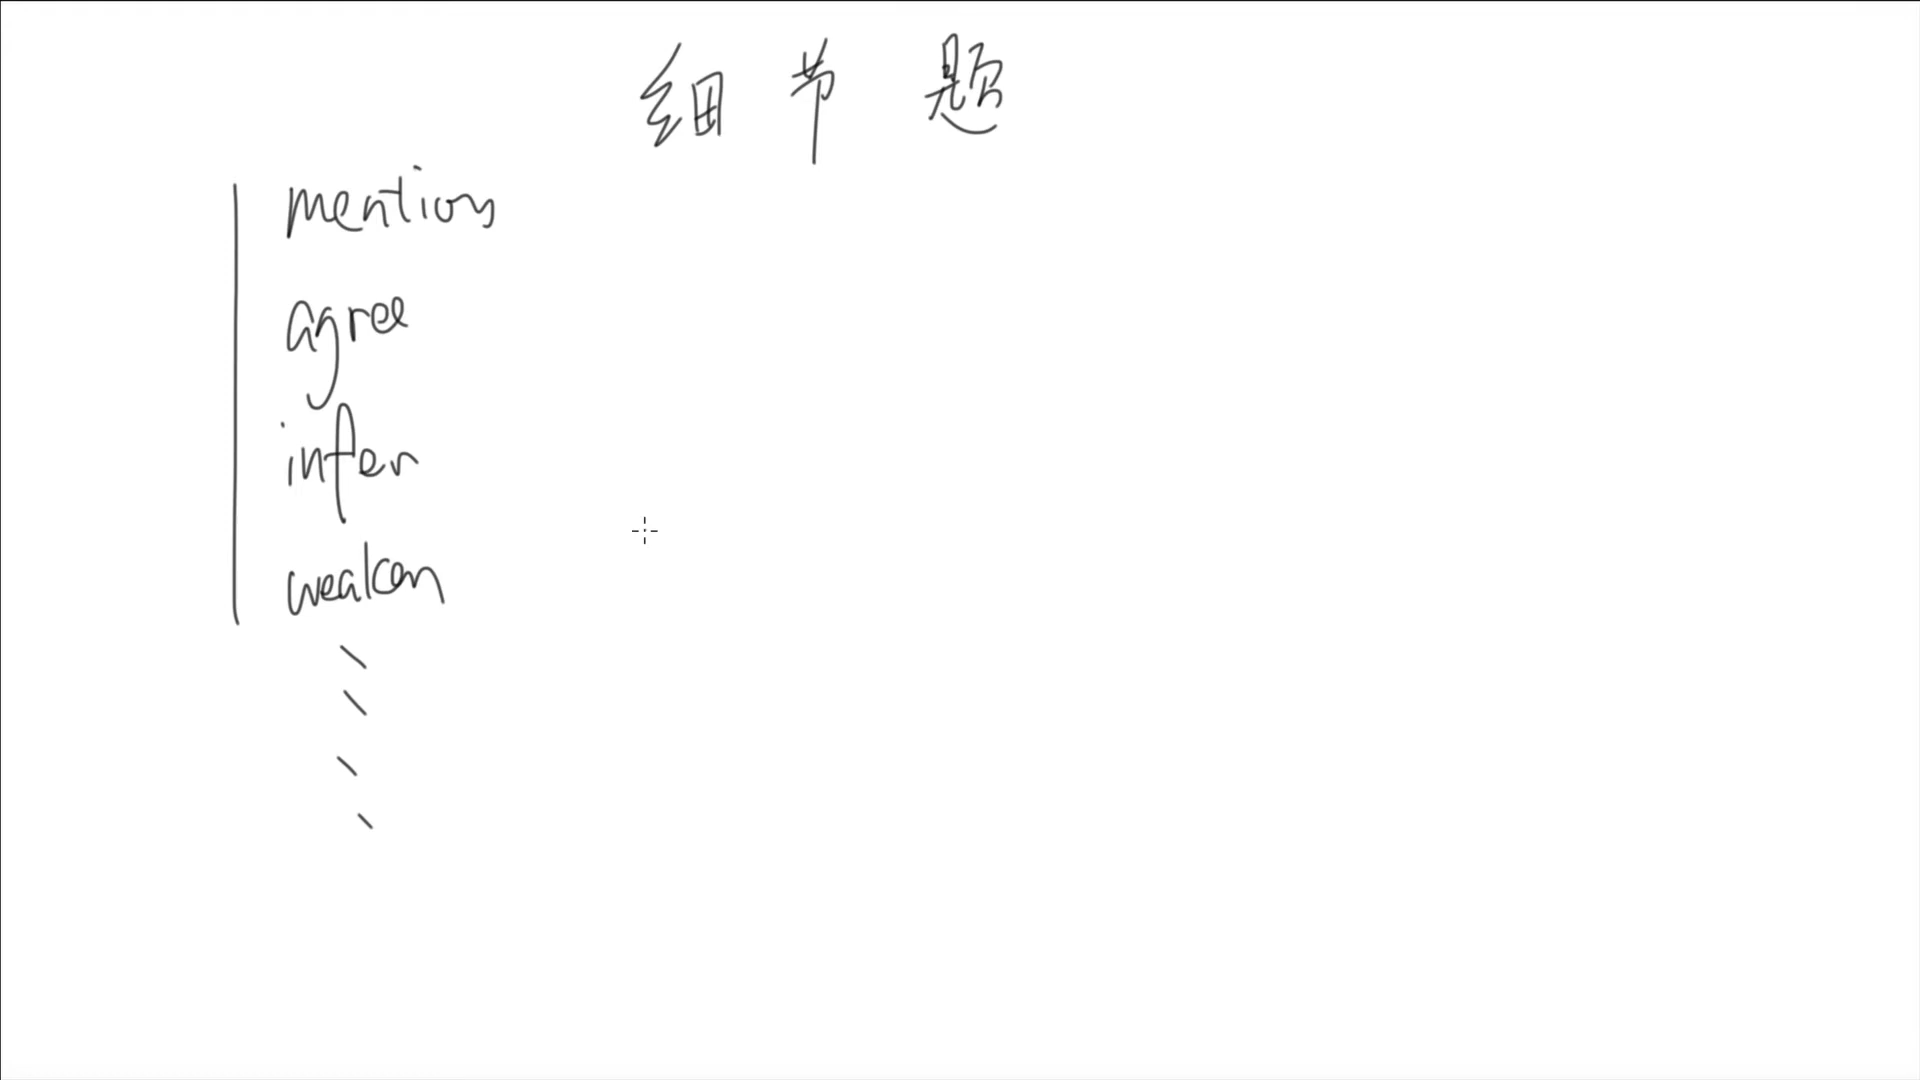 细节题
mention
agree
infer
weaken